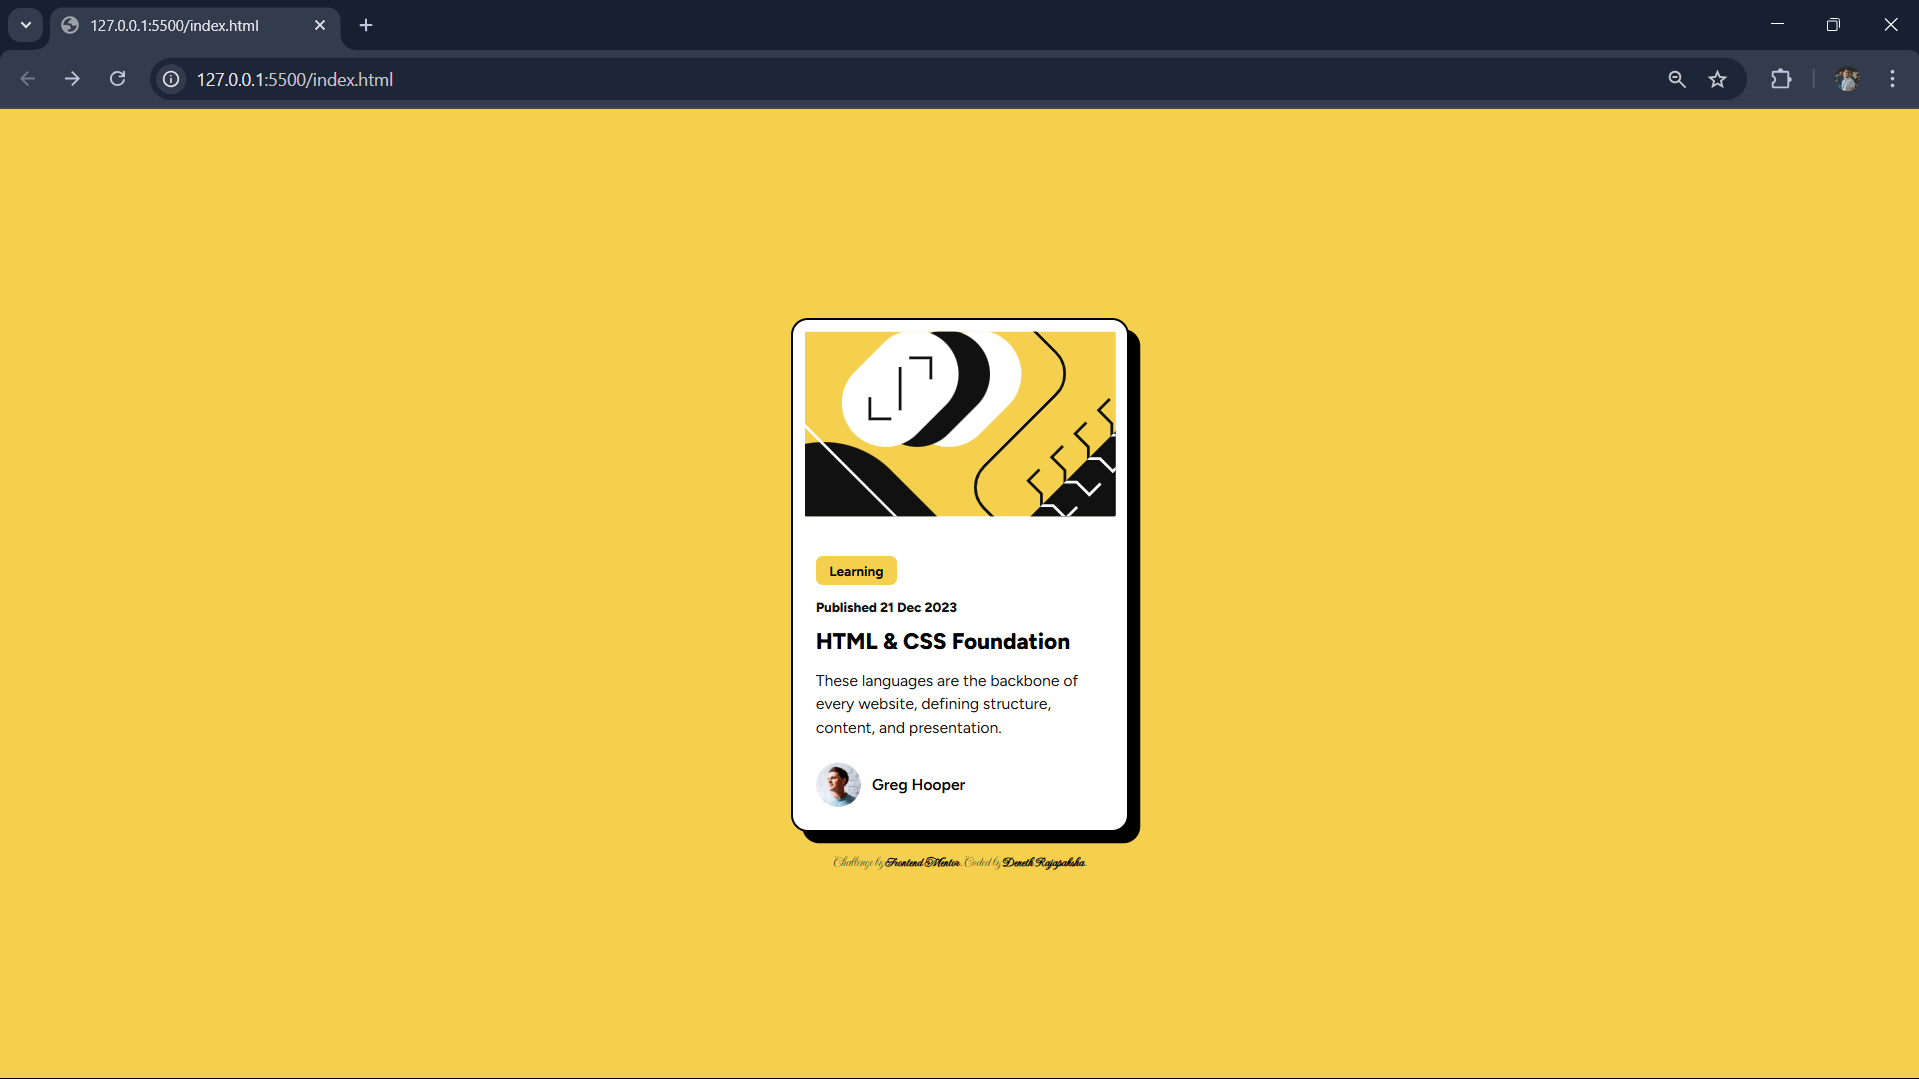 127.0.0.1:5500/index.html
127.0.0.1:5500/index.html
Learning
Published 21 Dec 2023
HTML & CSS Foundation
These languages are the backbone of
every website, defining structure,
content, and presentation.
Greg Hooper
Challenge by Frontend Mentor. Coded by Deneth Rajapaksha.